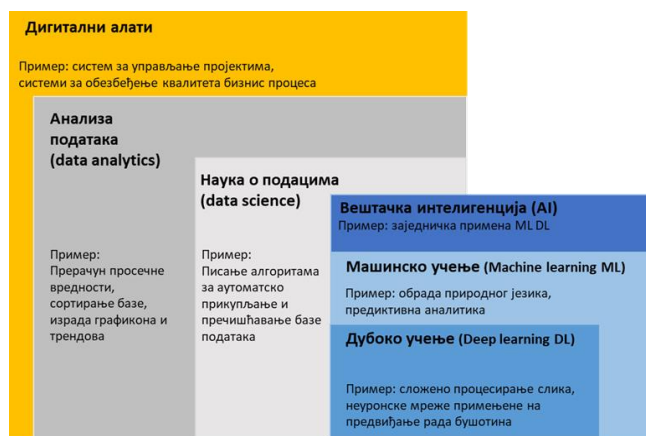 Дигитални алати
Пример: систем за управљање пројектима,
системи за обезбеђење квалитета бизнис процеса
Анализа
података
(data analytics)
Пример:
Прерачун просечне
вредности,
сортирање базе,
израда графикона и
трендова
Наука о подацима
(data science)
Пример:
Писање алгоритама
за аутоматско
прикупљање и
пречишћавање базе
података
Вештачка интелигенција (AI)
Пример: заједничка примена ML DL
Машинско учење (Machine learning ML)
Пример: обрада природног језика,
предиктивна аналитика
Дубоко учење (Deep learning DL)
Пример: сложено процесирање слика,
неуронске мреже примењене на
предвиђање рада бушотина